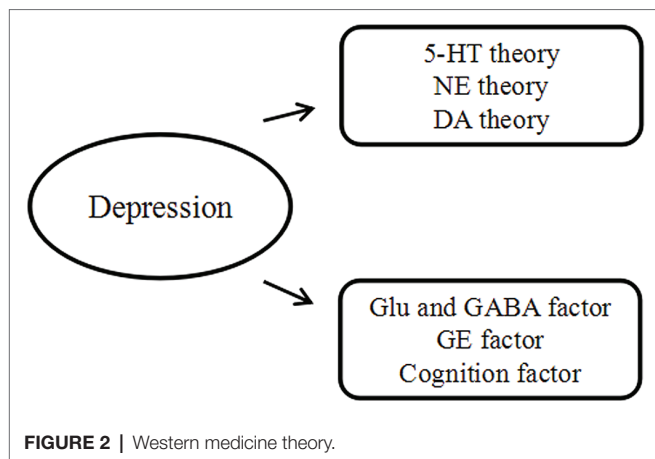 5-HT theory
NE theory
DA theory
Depression
Glu and GABA factor
GE factor
Cognition factor
FIGURE 2 | Western medicine theory.